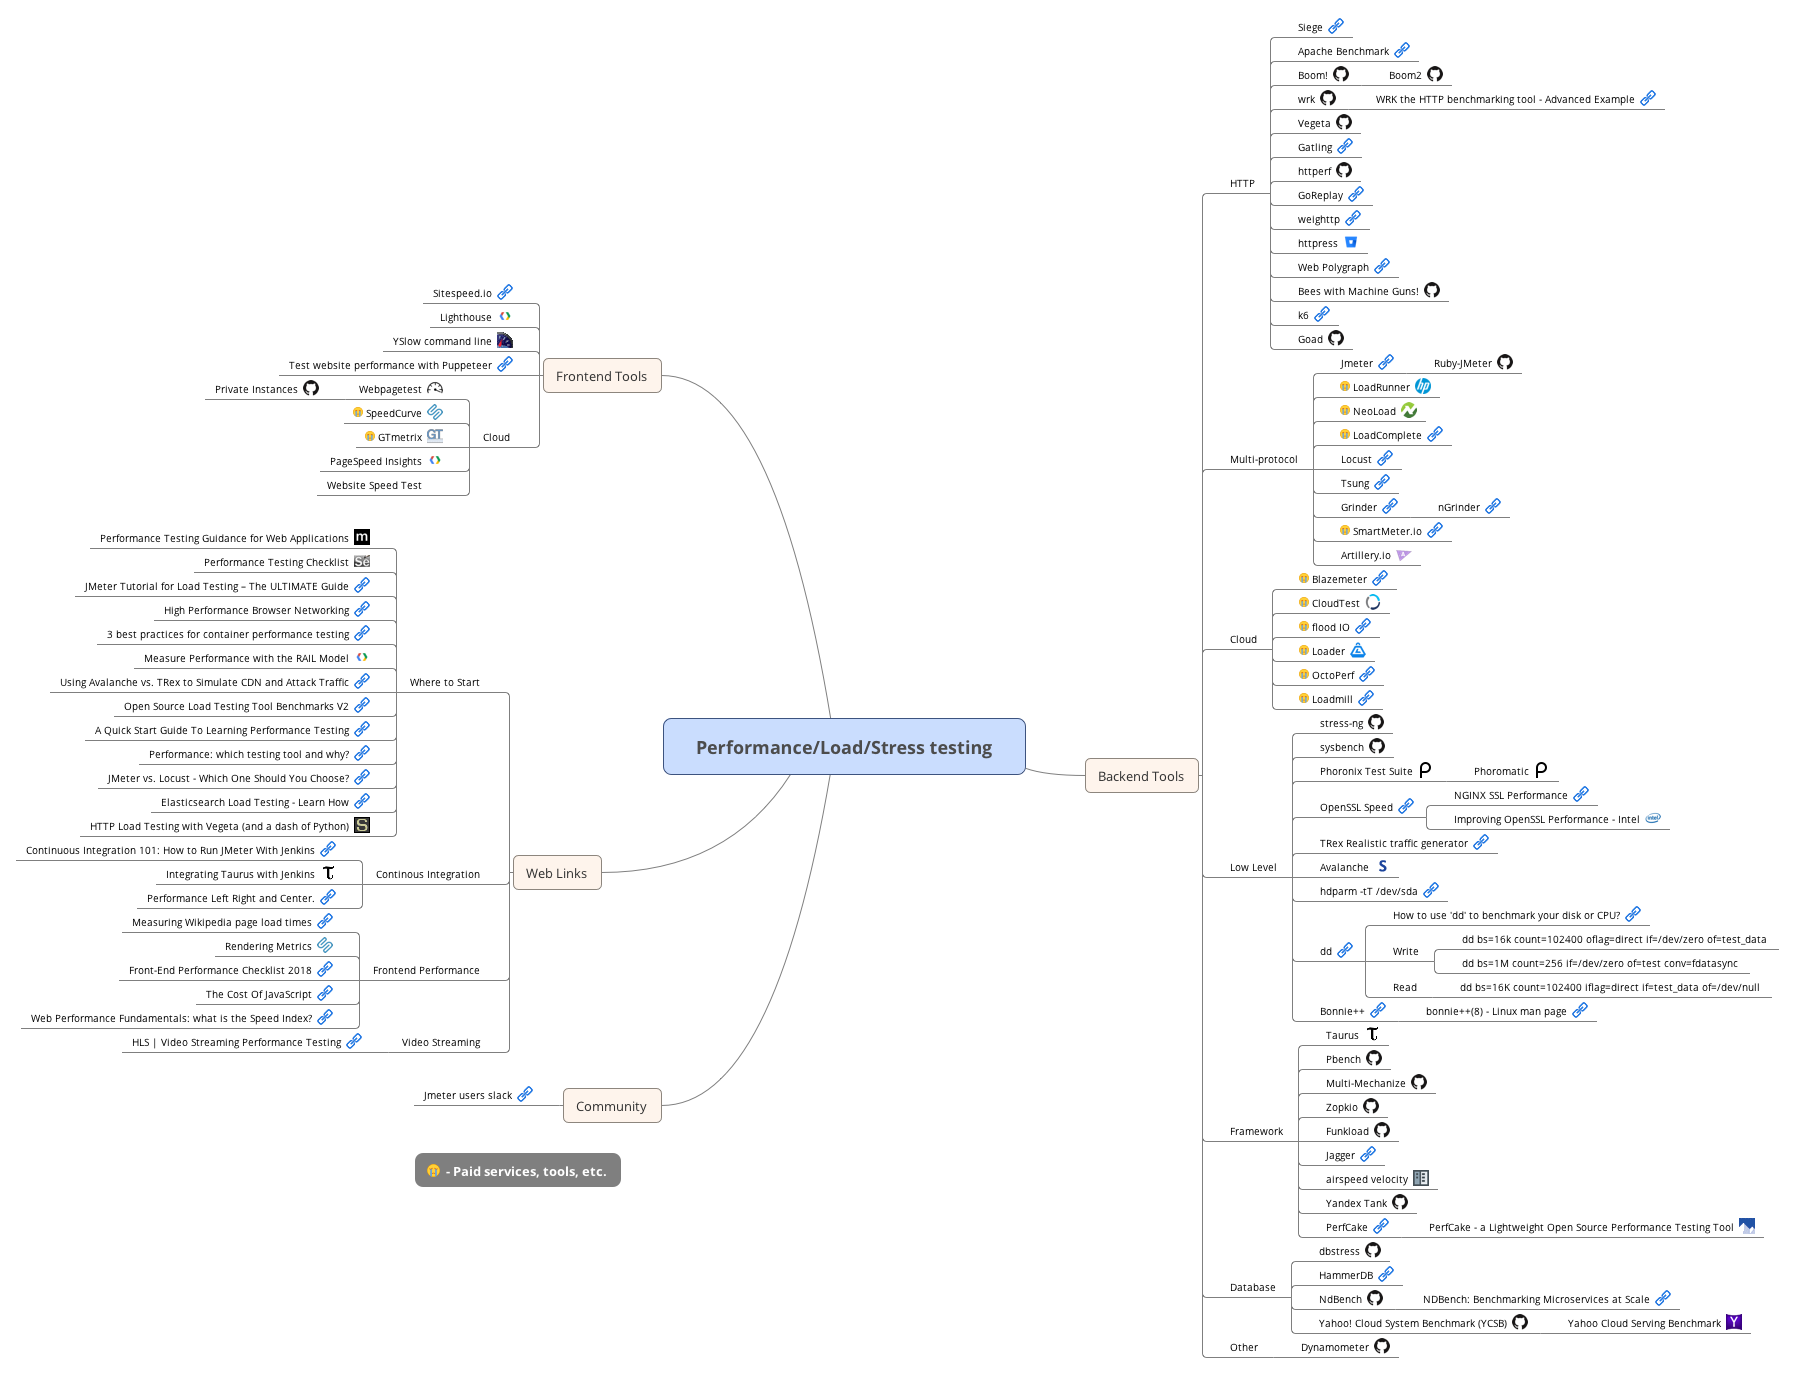 Performance/Load/Stress testing
Frontend Tools
Sitespeed.io
Lighthouse
YSlow command line
Test website performance with Puppeteer
Cloud
Webpagetest
Private Instances
SpeedCurve
GTmetrix
PageSpeed Insights
Website Speed Test
Web Links
Where to Start
Performance Testing Guidance for Web Applications
Performance Testing Checklist
JMeter Tutorial for Load Testing – The ULTIMATE Guide
High Performance Browser Networking
3 best practices for container performance testing
Measure Performance with the RAIL Model
Using Avalanche vs. TRex to Simulate CDN and Attack Traffic
Open Source Load Testing Tool Benchmarks V2
A Quick Start Guide To Learning Performance Testing
Performance: which testing tool and why?
JMeter vs. Locust - Which One Should You Choose?
Elasticsearch Load Testing - Learn How
HTTP Load Testing with Vegeta (and a dash of Python)
Continous Integration
Continuous Integration 101: How to Run JMeter With Jenkins
Integrating Taurus with Jenkins
Performance Left Right and Center.
Frontend Performance
Measuring Wikipedia page load times
Rendering Metrics
Front-End Performance Checklist 2018
The Cost Of JavaScript
Web Performance Fundamentals: what is the Speed Index?
Video Streaming
HLS | Video Streaming Performance Testing
Community
Jmeter users slack
- Paid services, tools, etc.
Backend Tools
HTTP
Siege
Apache Benchmark
Boom!
Boom2
wrk
WRK the HTTP benchmarking tool - Advanced Example
Vegeta
Gatling
httperf
GoReplay
weighttp
httpress
Web Polygraph
Bees with Machine Guns!
k6
Goad
Multi-protocol
Jmeter
Ruby-JMeter
LoadRunner
NeoLoad
LoadComplete
Locust
Tsung
Grinder
nGrinder
SmartMeter.io
Artillery.io
Cloud
Blazemeter
CloudTest
flood IO
Loader
OctoPerf
Loadmill
Low Level
stress-ng
sysbench
Phoronix Test Suite
Phoromatic
OpenSSL Speed
NGINX SSL Performance
Improving OpenSSL Performance - Intel
TRex Realistic traffic generator
Avalanche
hdparm -tT /dev/sda
dd
How to use 'dd' to benchmark your disk or CPU?
Write
dd bs=16k count=102400 oflag=direct if=/dev/zero of=test_data
dd bs=1M count=256 if=/dev/zero of=test conv=fdatasync
Read
dd bs=16K count=102400 iflag=direct if=test_data of=/dev/null
Bonnie++
bonnie++(8) - Linux man page
Framework
Taurus
Pbench
Multi-Mechanize
Zopkio
Funkload
Jagger
airspeed velocity
Yandex Tank
PerfCake
PerfCake - a Lightweight Open Source Performance Testing Tool
Database
dbstress
HammerDB
NdBench
NDBench: Benchmarking Microservices at Scale
Yahoo! Cloud System Benchmark (YCSB)
Yahoo Cloud Serving Benchmark
Other
Dynamometer